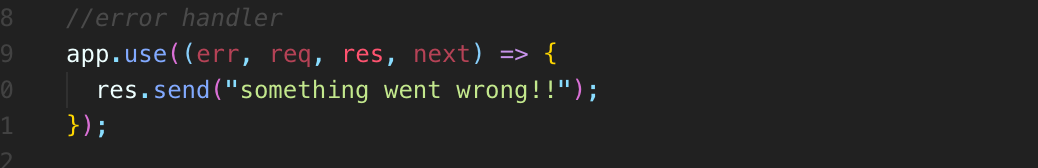 8 //error handler
9 app.use((err, req, res, next) => {
0 res.send("something went wrong!!");
1 });
2